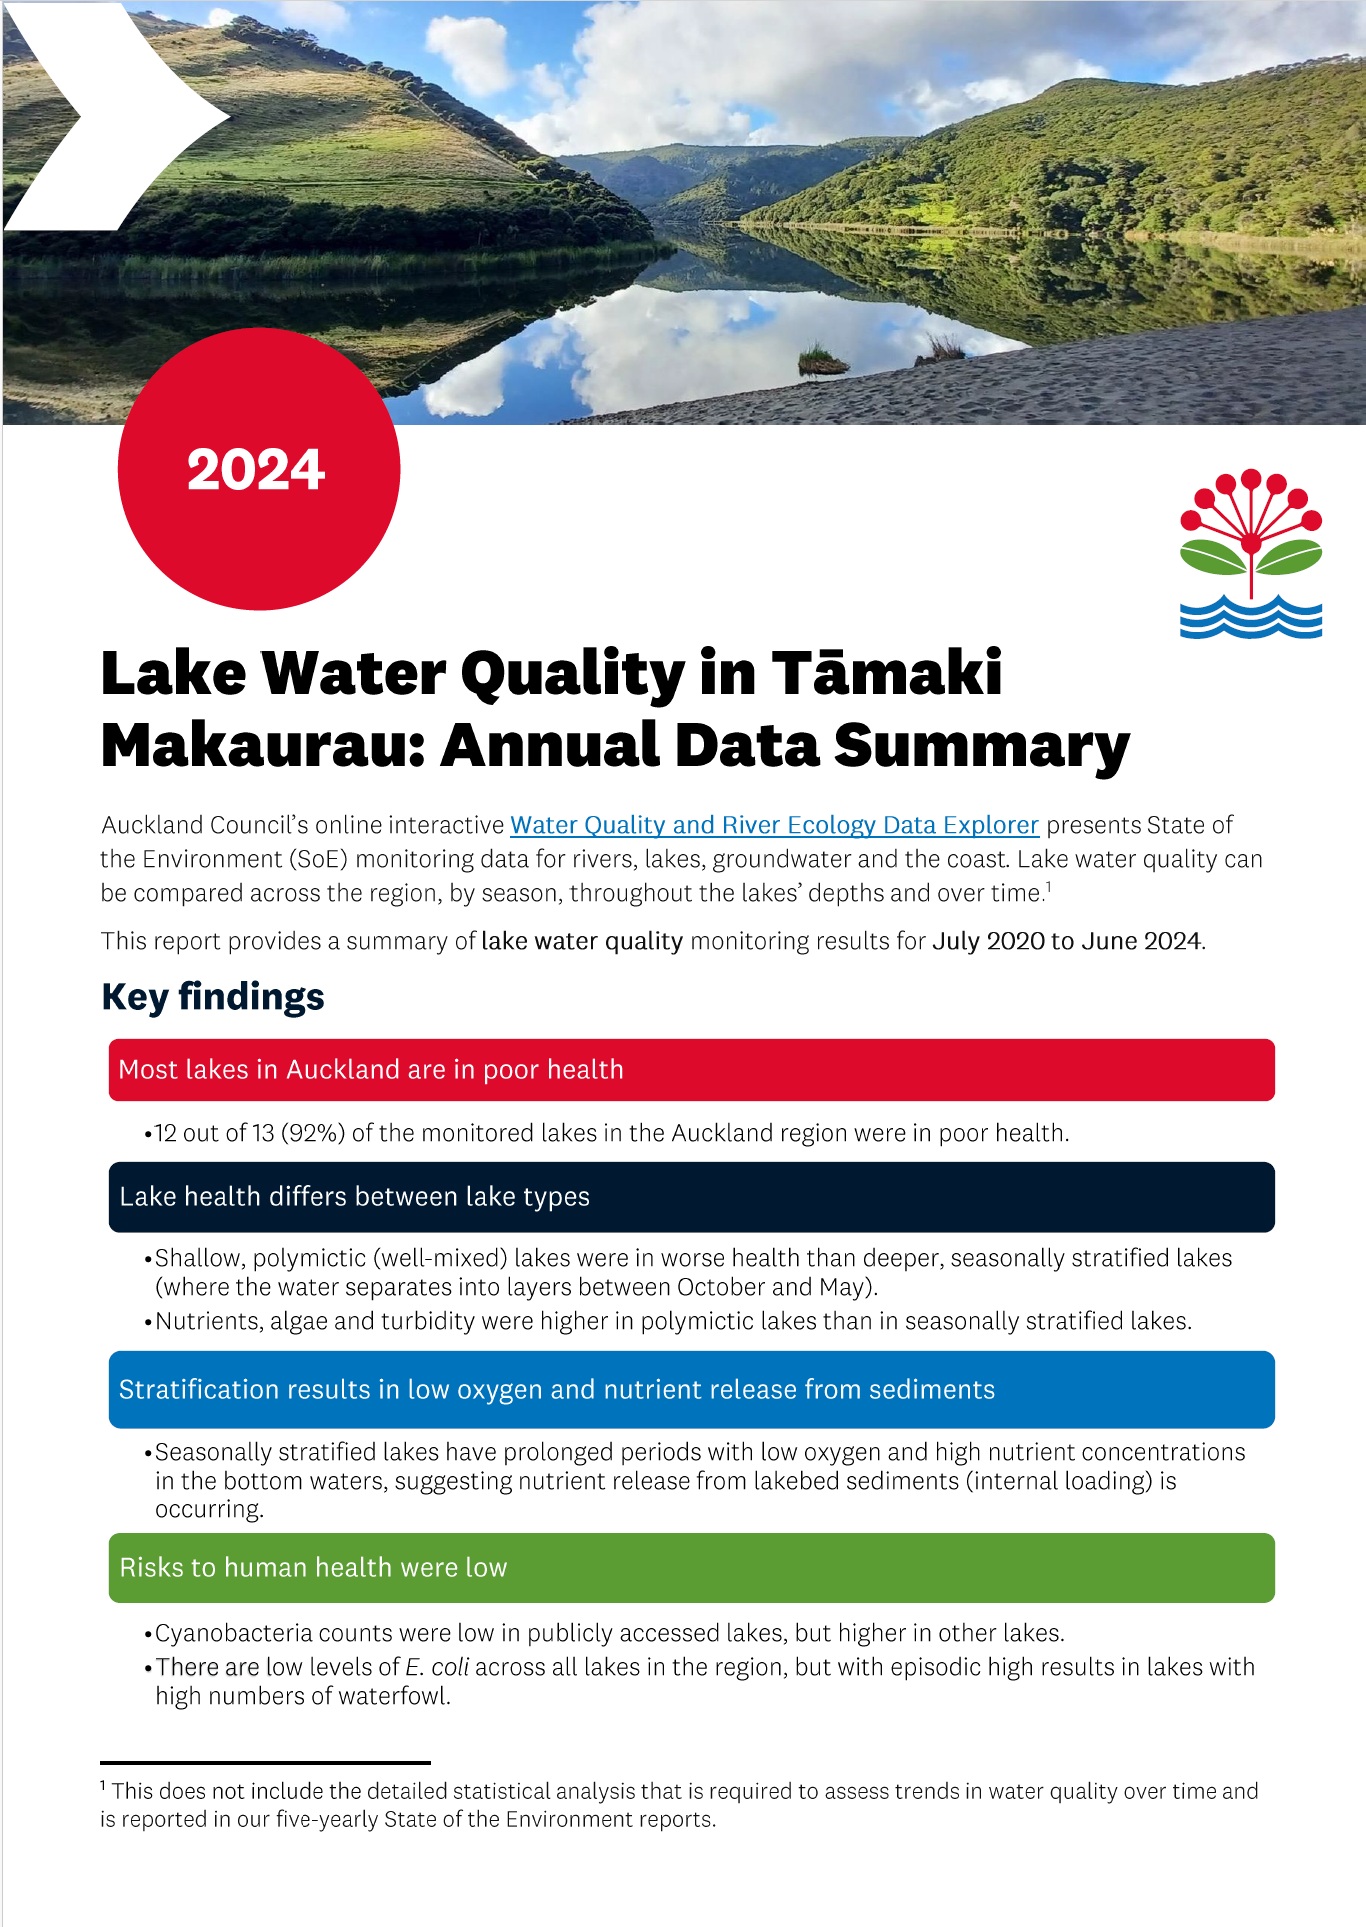 2024
Lake Water Quality in Tāmaki
Makaurau: Annual Data Summary
Auckland Council’s online interactive Water Quality and River Ecology Data Explorer presents State of
the Environment (SoE) monitoring data for rivers, lakes, groundwater and the coast. Lake water quality can
be compared across the region, by season, throughout the lakes’ depths and over time.¹
This report provides a summary of lake water quality monitoring results for July 2020 to June 2024.
Key findings
Most lakes in Auckland are in poor health
•12 out of 13 (92%) of the monitored lakes in the Auckland region were in poor health.
Lake health differs between lake types
•Shallow, polymictic (well-mixed) lakes were in worse health than deeper, seasonally stratified lakes
(where the water separates into layers between October and May).
•Nutrients, algae and turbidity were higher in polymictic lakes than in seasonally stratified lakes.
Stratification results in low oxygen and nutrient release from sediments
•Seasonally stratified lakes have prolonged periods with low oxygen and high nutrient concentrations
in the bottom waters, suggesting nutrient release from lakebed sediments (internal loading) is
occurring.
Risks to human health were low
•Cyanobacteria counts were low in publicly accessed lakes, but higher in other lakes.
•There are low levels of E. coli across all lakes in the region, but with episodic high results in lakes with
high numbers of waterfowl.
¹ This does not include the detailed statistical analysis that is required to assess trends in water quality over time and
is reported in our five-yearly State of the Environment reports.